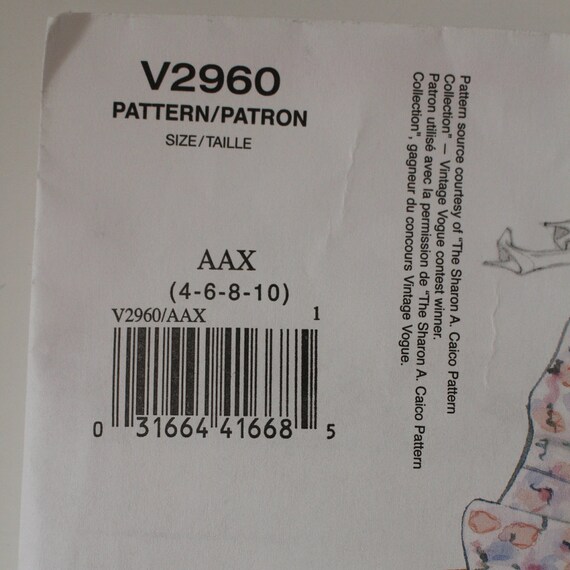 V2960
PATTERN/PATRON
SIZE/TAILLE
AAX
(4-6-8-10)
V2960/AAX 1
0 31664 41668 5
Pattern source courtesy of "The Sharon A. Caico Pattern
Collection" – Vintage Vogue contest winner.
Patron utilisé avec la permission de "The Sharon A. Caico Pattern
Collection", gagneur du concours Vintage Vogue.